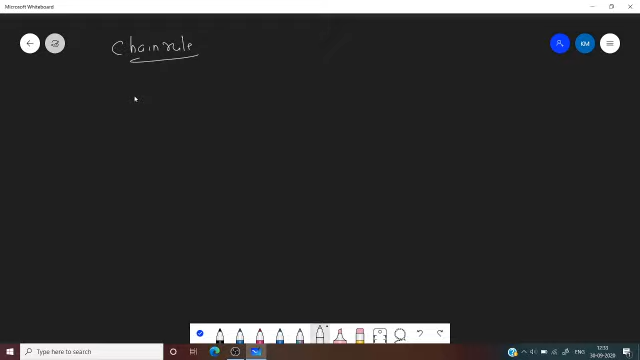 Microsoft Whiteboard
Chain rule
KM
Type here to search
ENG
12:53
30-09-2020